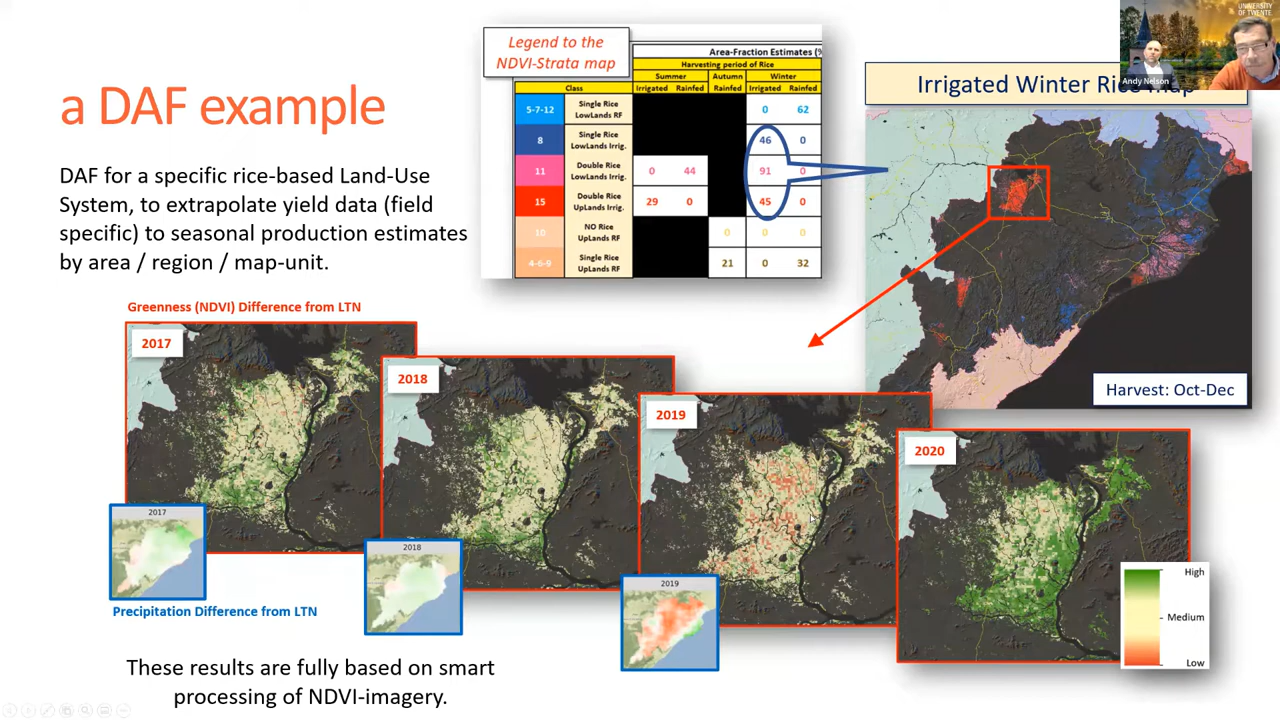 UNIVERSITY
OF TWENTE
Andy Nelson
a DAF example
DAF for a specific rice-based Land-Use
System, to extrapolate yield data (field
specific) to seasonal production estimates
by area / region / map-unit.
Legend to the
NDVI-Strata map
Area-Fraction Estimates (%
Harvesting period of Rice
Summer Autumn Winter
Class Irrigated Rainfed Rainfed Irrigated Rainfed
5-7-12 Single Rice LowLands RF 0 62
8 Single Rice LowLands Irrig. 46 0
11 Double Rice LowLands Irrig. 0 44 91 0
15 Double Rice UpLands Irrig. 29 0 45 0
10 NO Rice UpLands RF 0 0 0
4-6-9 Single Rice UpLands RF 21 0 32
Irrigated Winter Rice map
Harvest: Oct-Dec
Greenness (NDVI) Difference from LTN
2017
2018
2019
2020
2017
2018
2019
Precipitation Difference from LTN
High
Medium
Low
These results are fully based on smart
processing of NDVI-imagery.